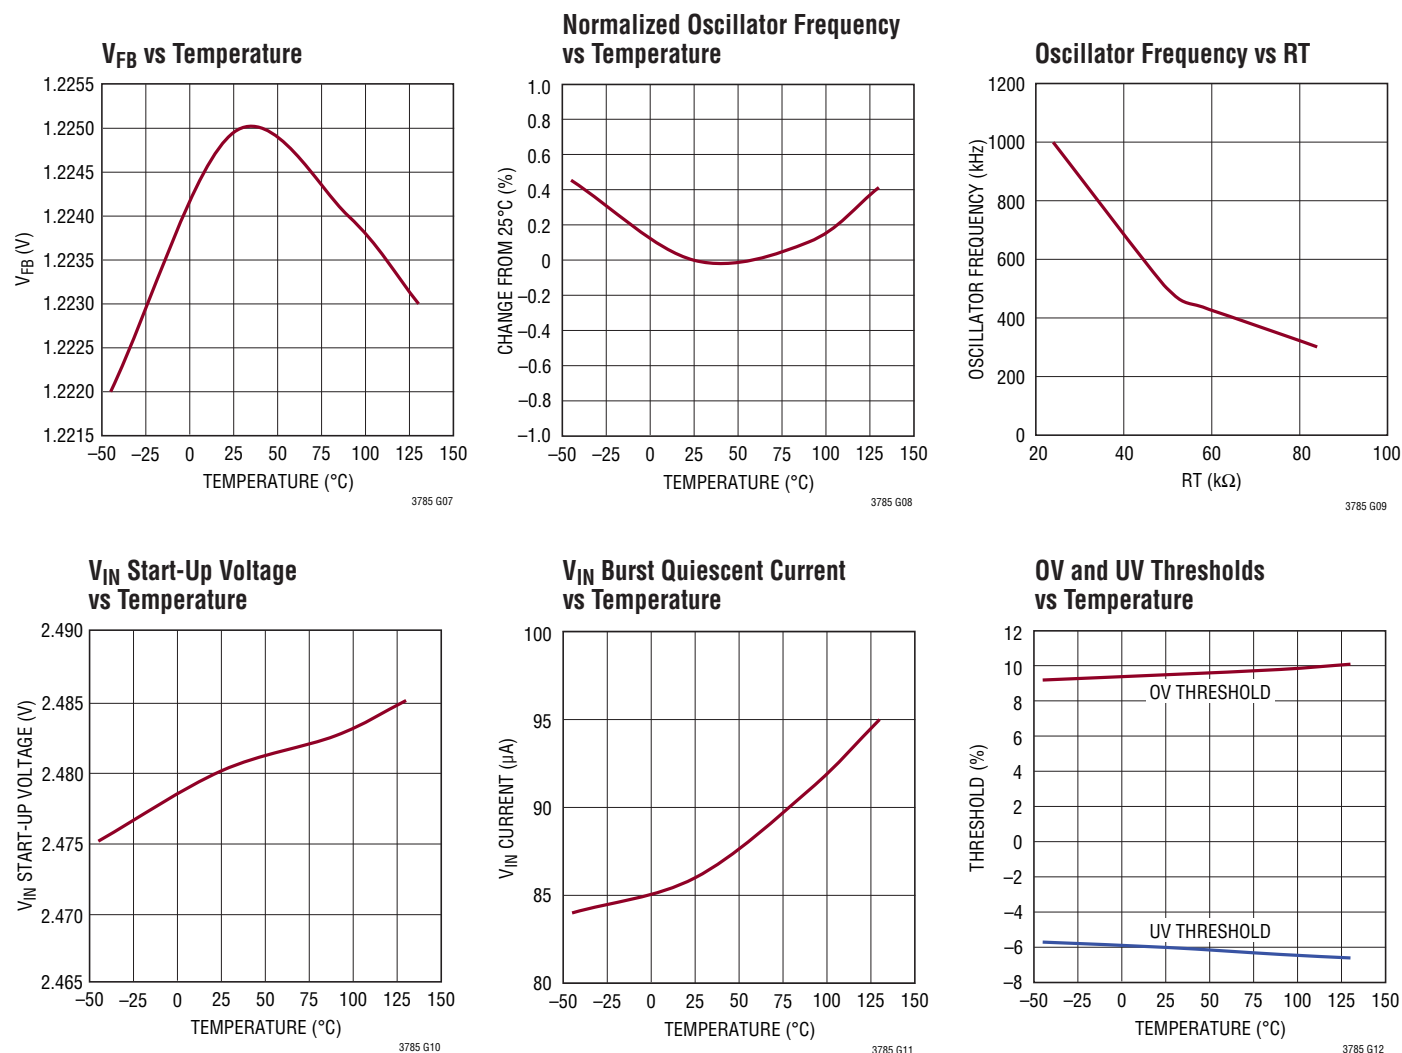 V_FB vs Temperature
1.2255
1.2250
1.2245
1.2240
1.2235
1.2230
1.2225
1.2220
1.2215
V_FB (V)
–50 –25 0 25 50 75 100 125 150
TEMPERATURE (°C)
3785 G07
Normalized Oscillator Frequency
vs Temperature
1.0
0.8
0.6
0.4
0.2
0
–0.2
–0.4
–0.6
–0.8
–1.0
CHANGE FROM 25°C (%)
–50 –25 0 25 50 75 100 125 150
TEMPERATURE (°C)
3785 G08
Oscillator Frequency vs RT
1200
1000
800
600
400
200
0
OSCILLATOR FREQUENCY (kHz)
20 40 60 80 100
RT (kΩ)
3785 G09
V_IN Start-Up Voltage
vs Temperature
2.490
2.485
2.480
2.475
2.470
2.465
V_IN START-UP VOLTAGE (V)
–50 –25 0 25 50 75 100 125 150
TEMPERATURE (°C)
3785 G10
V_IN Burst Quiescent Current
vs Temperature
100
95
90
85
80
V_IN CURRENT (µA)
–50 –25 0 25 50 75 100 125 150
TEMPERATURE (°C)
3785 G11
OV and UV Thresholds
vs Temperature
12
10
8
6
4
2
0
–2
–4
–6
–8
THRESHOLD (%)
OV THRESHOLD
UV THRESHOLD
–50 –25 0 25 50 75 100 125 150
TEMPERATURE (°C)
3785 G12